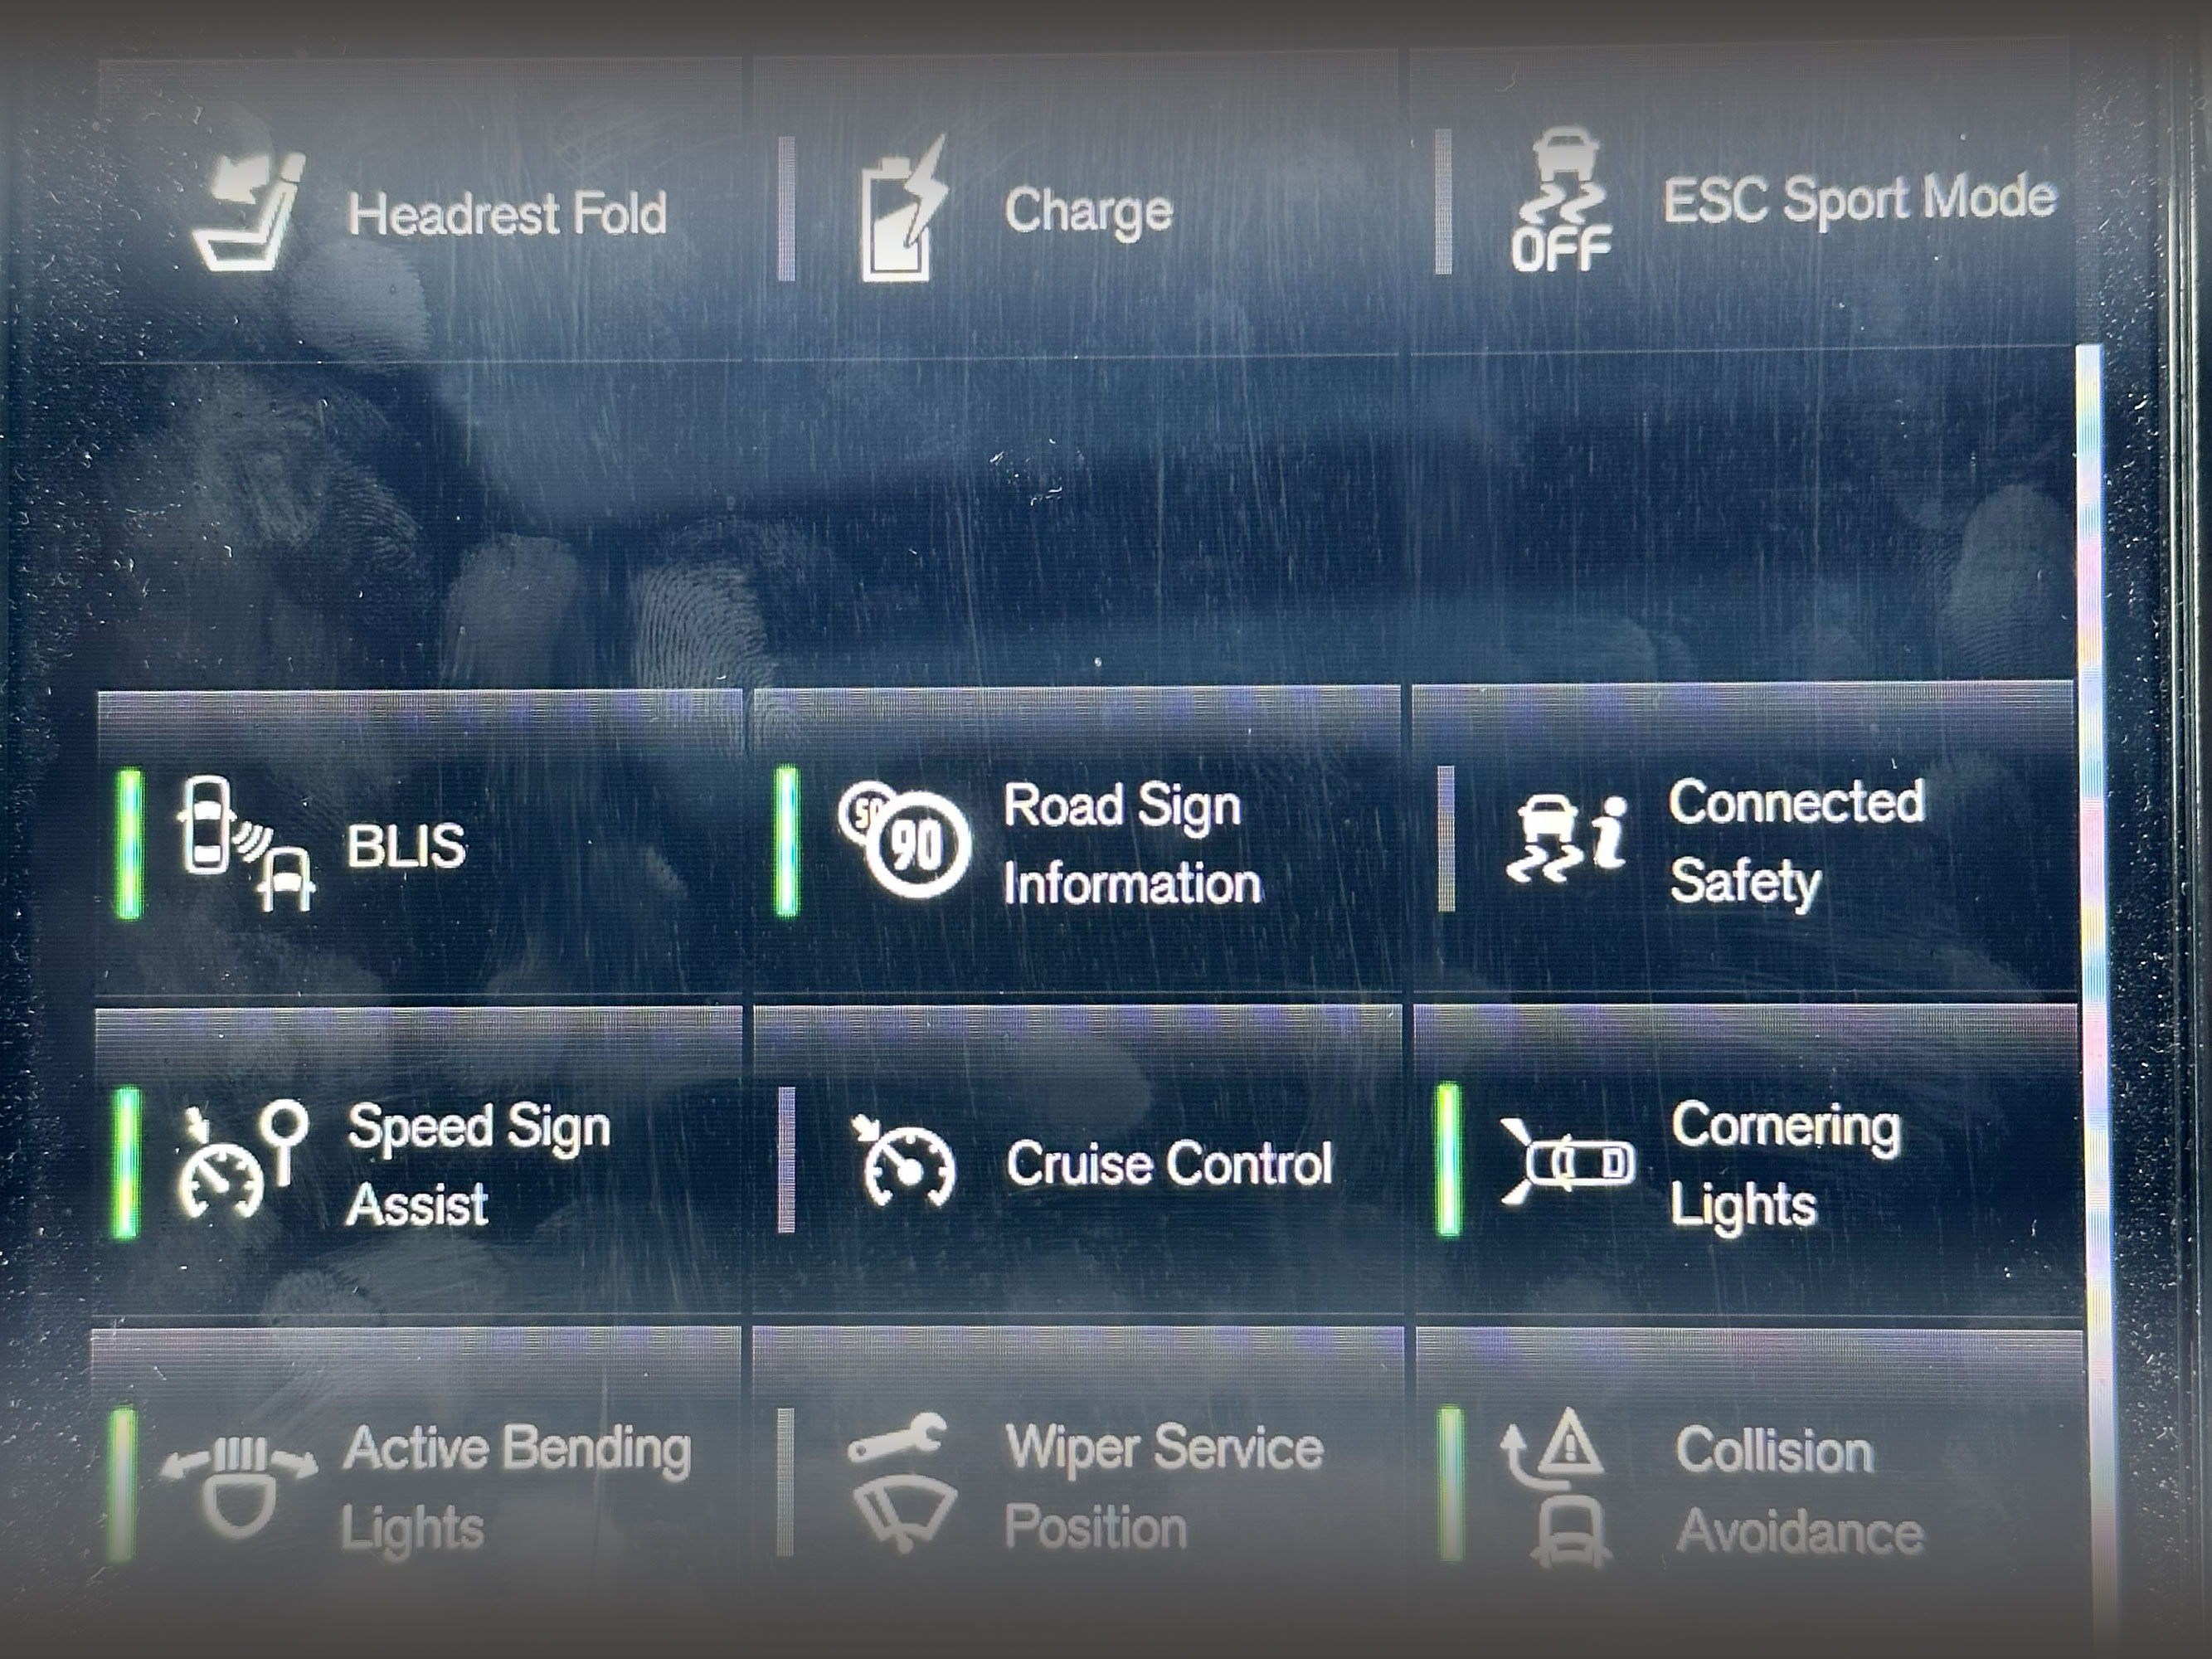 Headrest Fold
Charge
OFF
ESC Sport Mode
BLIS
50
90
Road Sign
Information
Connected
Safety
Speed Sign
Assist
Cruise Control
Cornering
Lights
Active Bending
Lights
Wiper Service
Position
Collision
Avoidance